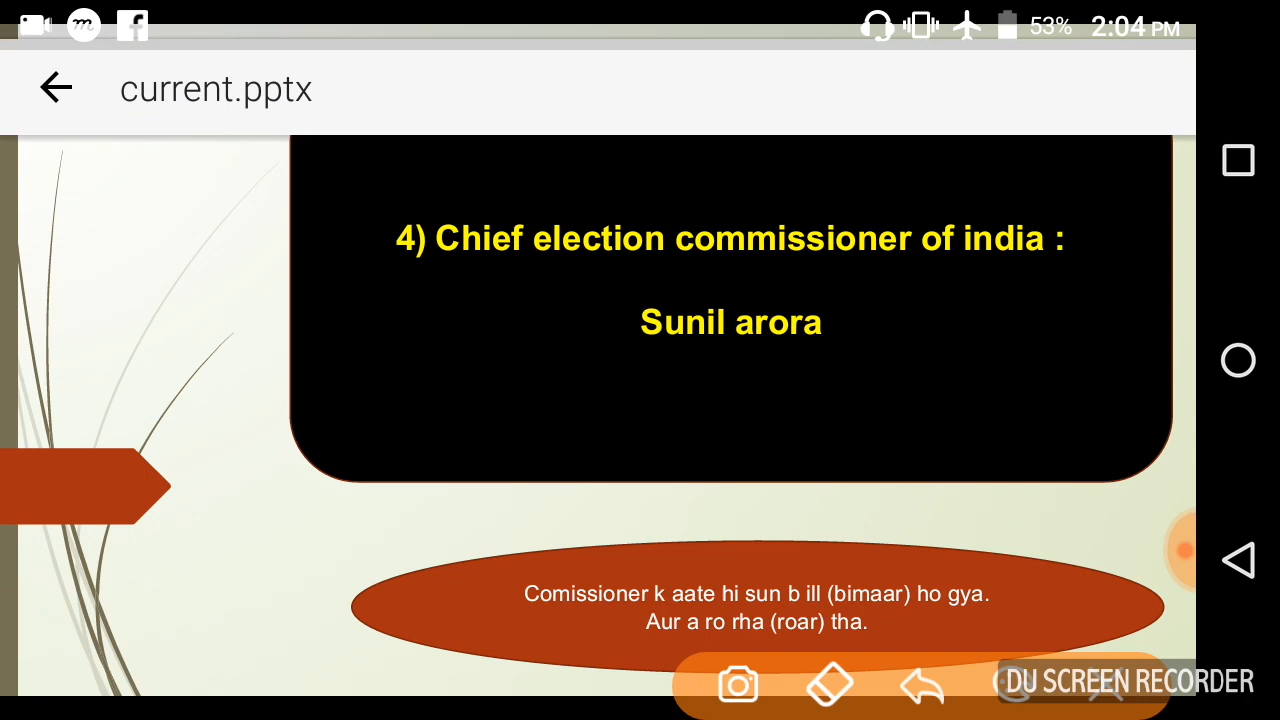 53% 2:04 PM
current.pptx
4) Chief election commissioner of india :
Sunil arora
Comissioner k aate hi sun b ill (bimaar) ho gya.
Aur a ro rha (roar) tha.
DU SCREEN RECORDER